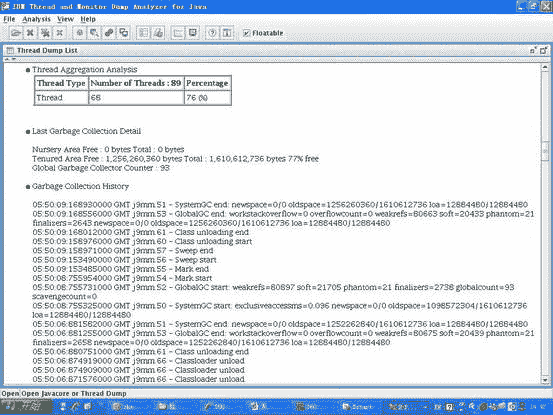 IBM Thread and Monitor Dump Analyzer for Java
File Analysis View Help
Floatable
Thread Dump List
Thread Aggregation Analysis
Thread Type Number of Threads : 89 Percentage
Thread 68 76 (%)
Last Garbage Collection Detail
Nursery Area Free : 0 bytes Total : 0 bytes
Tenured Area Free : 1,256,260,360 bytes Total : 1,610,612,736 bytes 77% free
Global Garbage Collector Counter : 93
Garbage Collection History
05:50:09:168930000 GMT j9mm.51 - SystemGC end: newspace=0/0 oldspace=1256260360/1610612736 loa=12884480/12884480
05:50:09:168556000 GMT j9mm.53 - GlobalGC end: workstackoverflow=0 overflowcount=0 weakrefs=80663 soft=20433 phantom=21
finalizers=2643 newspace=0/0 oldspace=1256260360/1610612736 loa=12884480/12884480
05:50:09:168012000 GMT j9mm.61 - Class unloading end
05:50:09:158976000 GMT j9mm.60 - Class unloading start
05:50:09:158971000 GMT j9mm.57 - Sweep end
05:50:09:153490000 GMT j9mm.56 - Sweep start
05:50:09:153485000 GMT j9mm.55 - Mark end
05:50:08:755954000 GMT j9mm.54 - Mark start
05:50:08:755731000 GMT j9mm.52 - GlobalGC start: weakrefs=80897 soft=21705 phantom=21 finalizers=2738 globalcount=93
scavengecount=0
05:50:08:755325000 GMT j9mm.50 - SystemGC start: exclusiveaccessms=0.096 newspace=0/0 oldspace=1098572304/1610612736
loa=12884480/12884480
05:50:06:881562000 GMT j9mm.51 - SystemGC end: newspace=0/0 oldspace=1252262840/1610612736 loa=12884480/12884480
05:50:06:881255000 GMT j9mm.53 - GlobalGC end: workstackoverflow=0 overflowcount=0 weakrefs=80675 soft=20439 phantom=21
finalizers=2658 newspace=0/0 oldspace=1252262840/1610612736 loa=12884480/12884480
05:50:06:880751000 GMT j9mm.61 - Class unloading end
05:50:06:874919000 GMT j9mm.66 - Classloader unload
05:50:06:874909000 GMT j9mm.66 - Classloader unload
05:50:06:871576000 GMT j9mm.66 - Classloader unload
Open Open Javacore or Thread Dump
开始